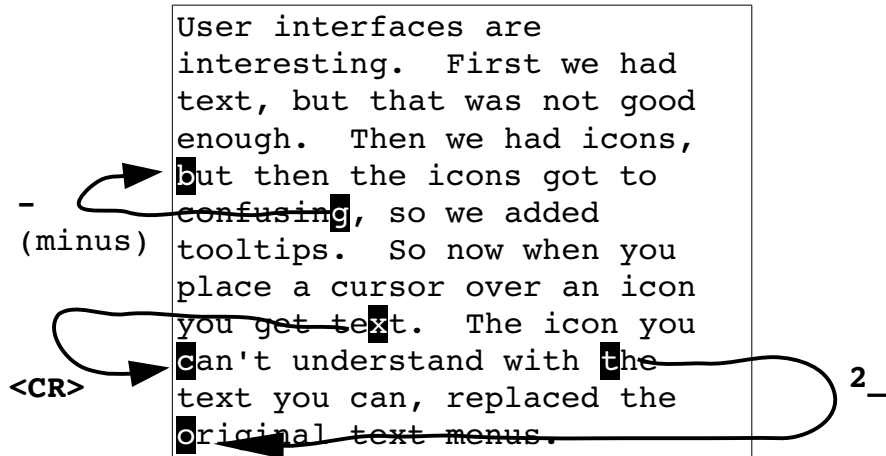 User interfaces are
interesting.  First we had
text, but that was not good
enough.  Then we had icons,
but then the icons got to
-
confusing, so we added
(minus)
tooltips.  So now when you
place a cursor over an icon
you get text.  The icon you
can't understand with the
<CR>
2_
text you can, replaced the
original text menus.